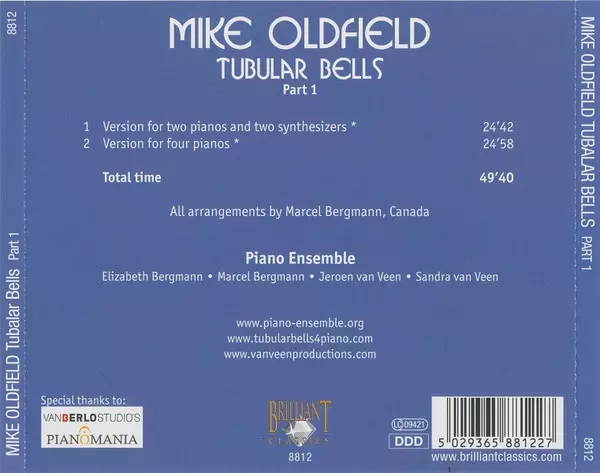 8812
MIKE OLDFIELD Tubalar Bells Part 1
MIKE OLDFIELD
TUBULAR BELLS
Part 1
1 Version for two pianos and two synthesizers * 24’42
2 Version for four pianos * 24’58
Total time 49’40
All arrangements by Marcel Bergmann, Canada
Piano Ensemble
Elizabeth Bergmann • Marcel Bergmann • Jeroen van Veen • Sandra van Veen
www.piano-ensemble.org
www.tubularbells4piano.com
www.vanveenproductions.com
Special thanks to:
VANBERLOSTUDIO'S
PIANOMANIA
BRILLIANT
CLASSICS
8812
LC 09421
DDD
5 029365 881227
www.brilliantclassics.com
MIKE OLDFIELD TUBALAR BELLS PART 1
8812